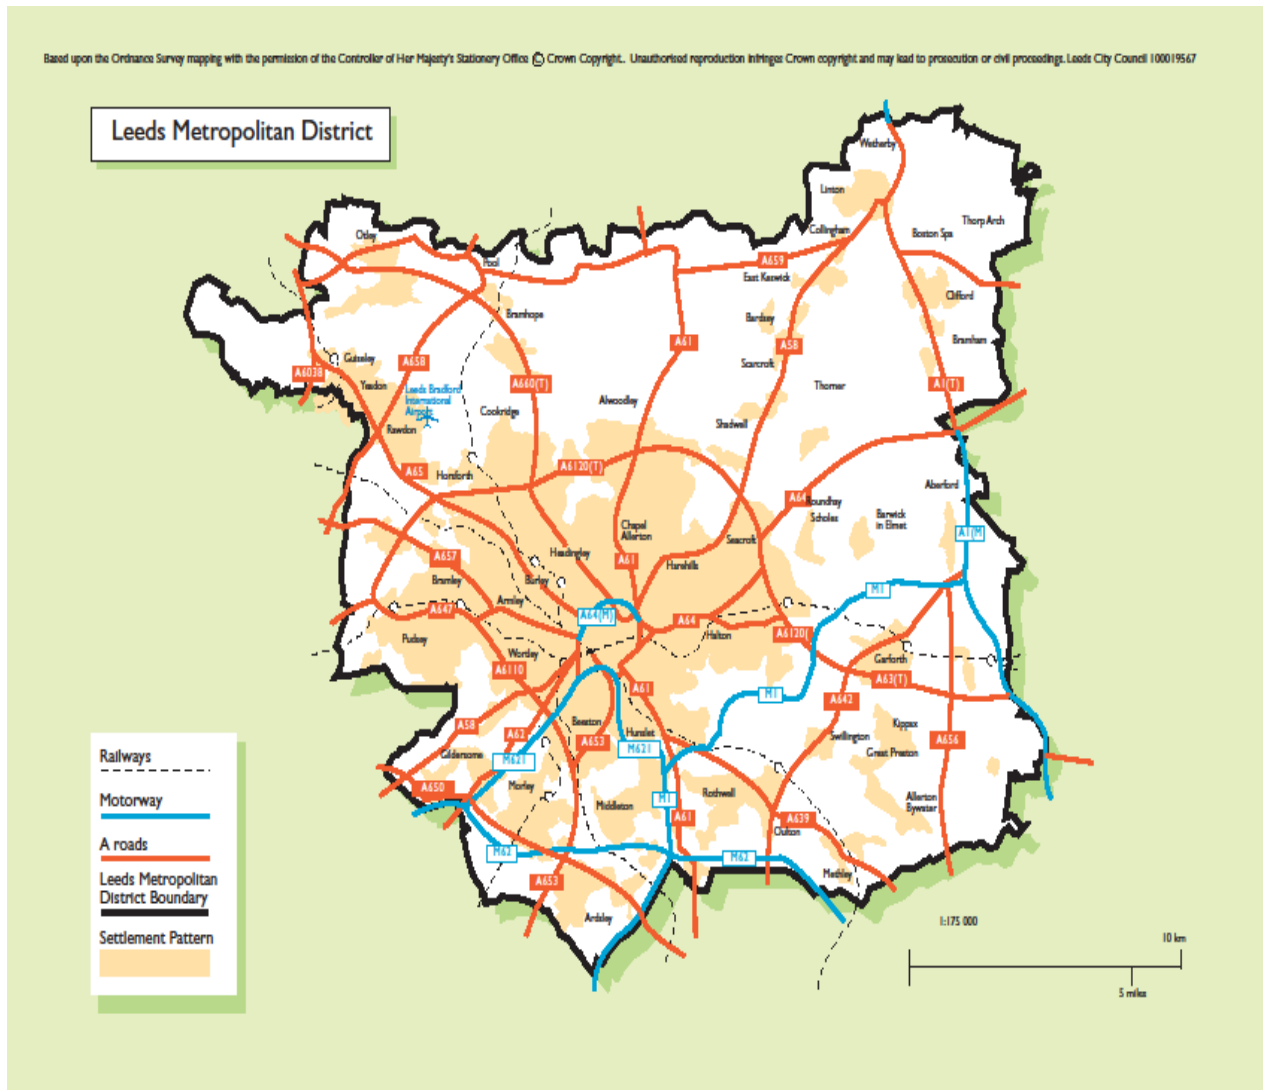 Based upon the Ordnance Survey mapping with the permission of the Controller of Her Majesty's Stationery Office © Crown Copyright.. Unauthorised reproduction infringes Crown copyright and may lead to prosecution or civil proceedings. Leeds City Council 100019567
Leeds Metropolitan District
Wetherby
Linton
Thorp Arch
Collingham
Boston Spa
Otley
Pool
A659
East Keswick
Clifford
Bramhope
Bardsey
A61
A58
Bramham
Guiseley
A658
Scarcroft
A6038
Yeadon
A660(T)
Thorner
A1(T)
Leeds Bradford
International
Airport
Alwoodley
Cookridge
Shadwell
Rawdon
A65
Horsforth
A6120(T)
Aberford
A64
Roundhay
Scholes
Barwick
in Elmet
Chapel
Allerton
A1(M
Seacroft
A657
Headingley
A61
Harehills
Bramley
Burley
M1
Armley
A647
A64(M)
A64
Pudsey
Halton
A6120(
Wortley
Garforth
A6110
A63(T)
A61
M1
A642
A58
Beeston
Kippax
A62
Hunslet
Swillington
A653
A656
Gildersome
M621
M621
Great Preston
Railways
A650
Morley
Rothwell
Allerton
Bywater
Motorway
M1
Middleton
A61
A639
Oulton
A roads
M62
M62
Leeds Metropolitan
District Boundary
A653
Methley
Ardsley
Settlement Pattern
1:175 000
10 km
5 miles